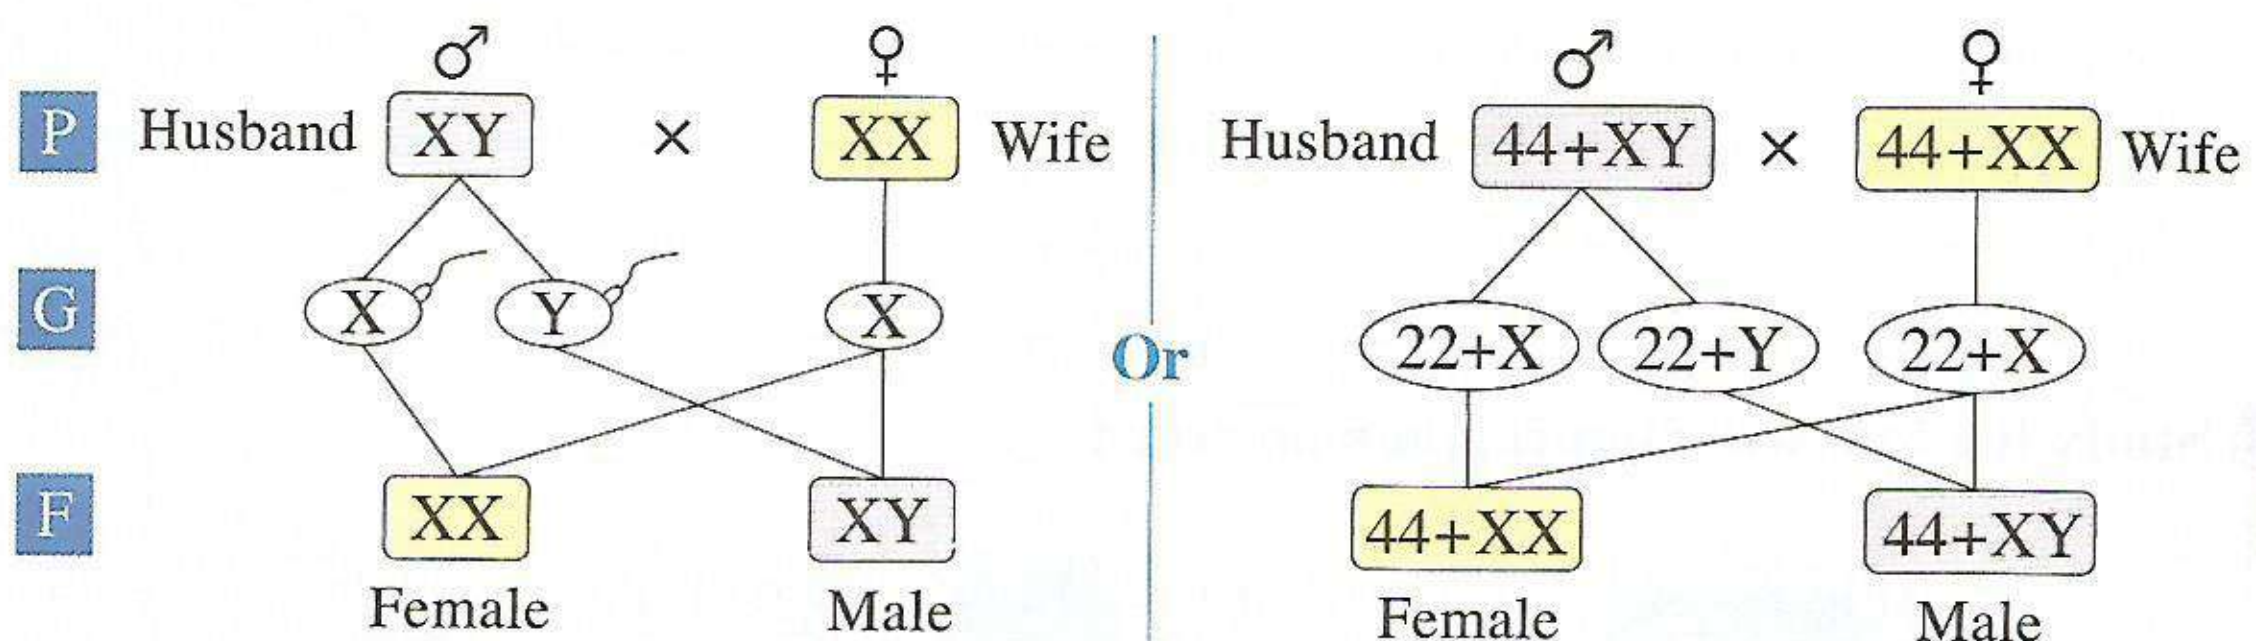 ♂ ♀
P Husband XY × XX Wife
G X Y X
F XX XY
Female Male
Or
♂ ♀
Husband 44+XY × 44+XX Wife
22+X 22+Y 22+X
44+XX 44+XY
Female Male